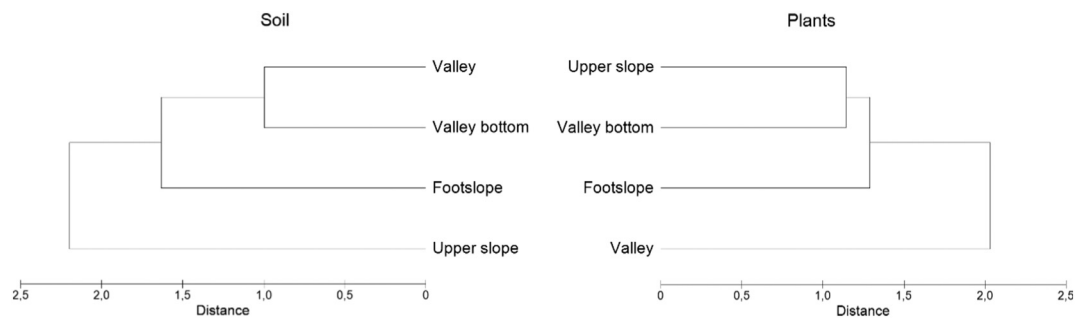 Soil
Valley
Valley bottom
Footslope
Upper slope
2,5 2,0 1,5 1,0 0,5 0
Distance
Plants
Upper slope
Valley bottom
Footslope
Valley
0 0,5 1,0 1,5 2,0 2,5
Distance